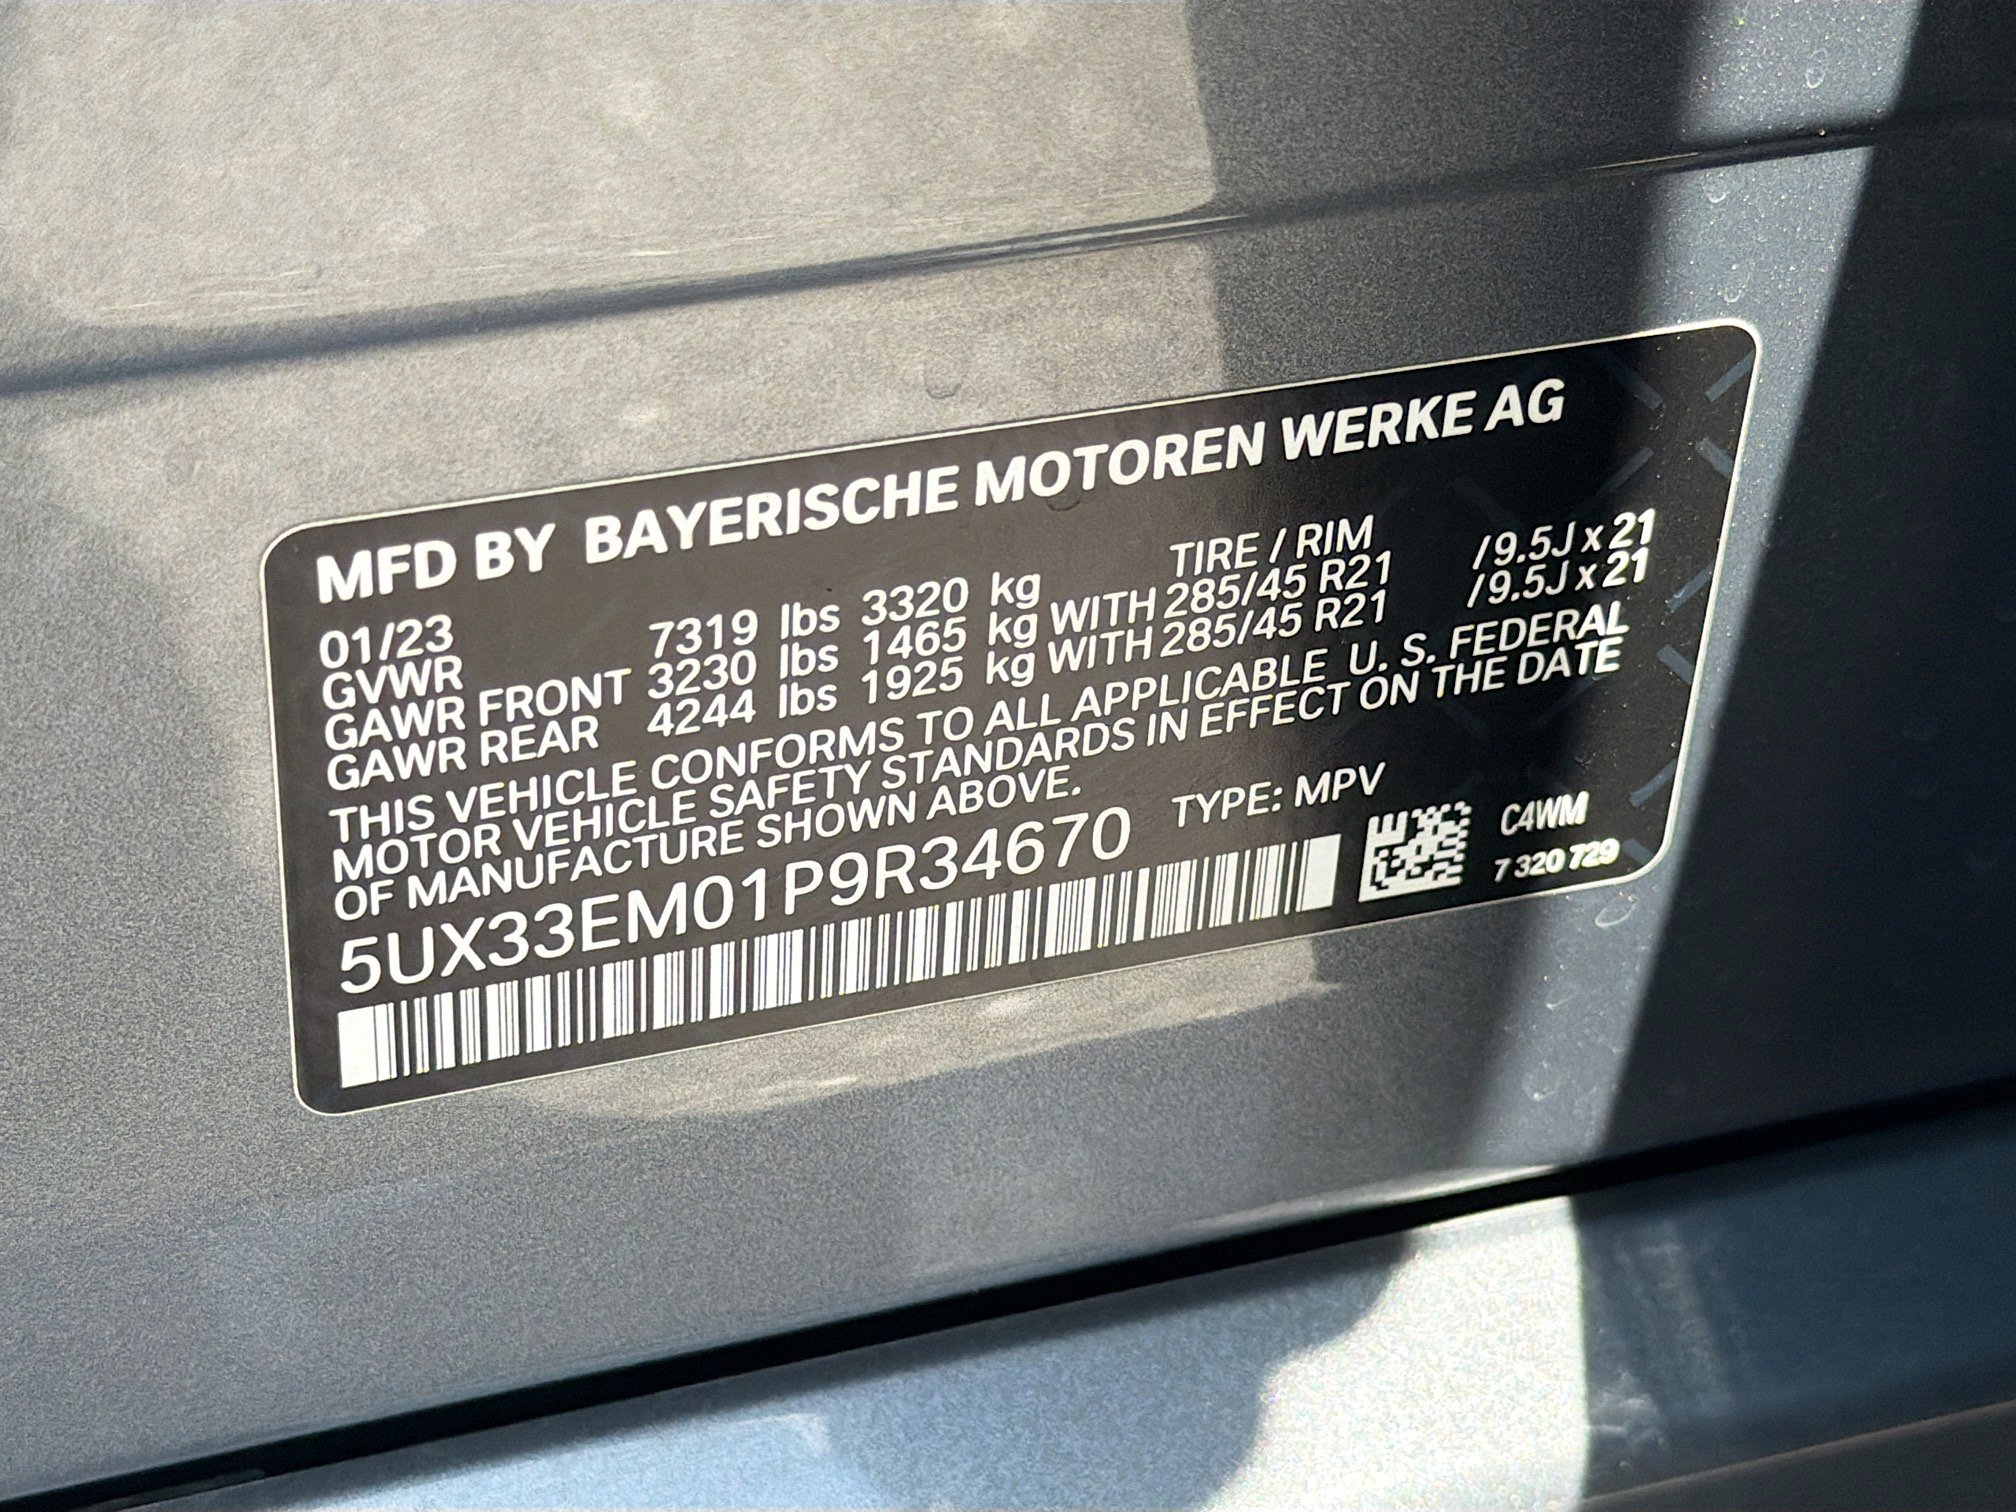 MFD BY BAYERISCHE MOTOREN WERKE AG
01/23 TIRE / RIM
GVWR 7319 lbs 3320 kg
GAWR FRONT 3230 lbs 1465 kg WITH 285/45 R21 /9.5J x 21
GAWR REAR 4244 lbs 1925 kg WITH 285/45 R21 /9.5J x 21
THIS VEHICLE CONFORMS TO ALL APPLICABLE U. S. FEDERAL
MOTOR VEHICLE SAFETY STANDARDS IN EFFECT ON THE DATE
OF MANUFACTURE SHOWN ABOVE.
5UX33EM01P9R34670 TYPE: MPV
C4WM
7 320 729